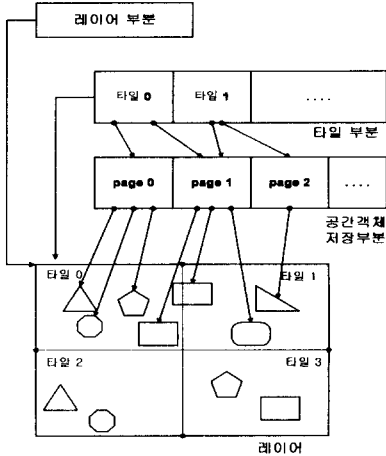 레이어 부분
타일 0 타일 1 ....
타일 부분
page 0 page 1 page 2 ....
공간객체
저장부분
타일 0 타일 1
타일 2 타일 3
레이어